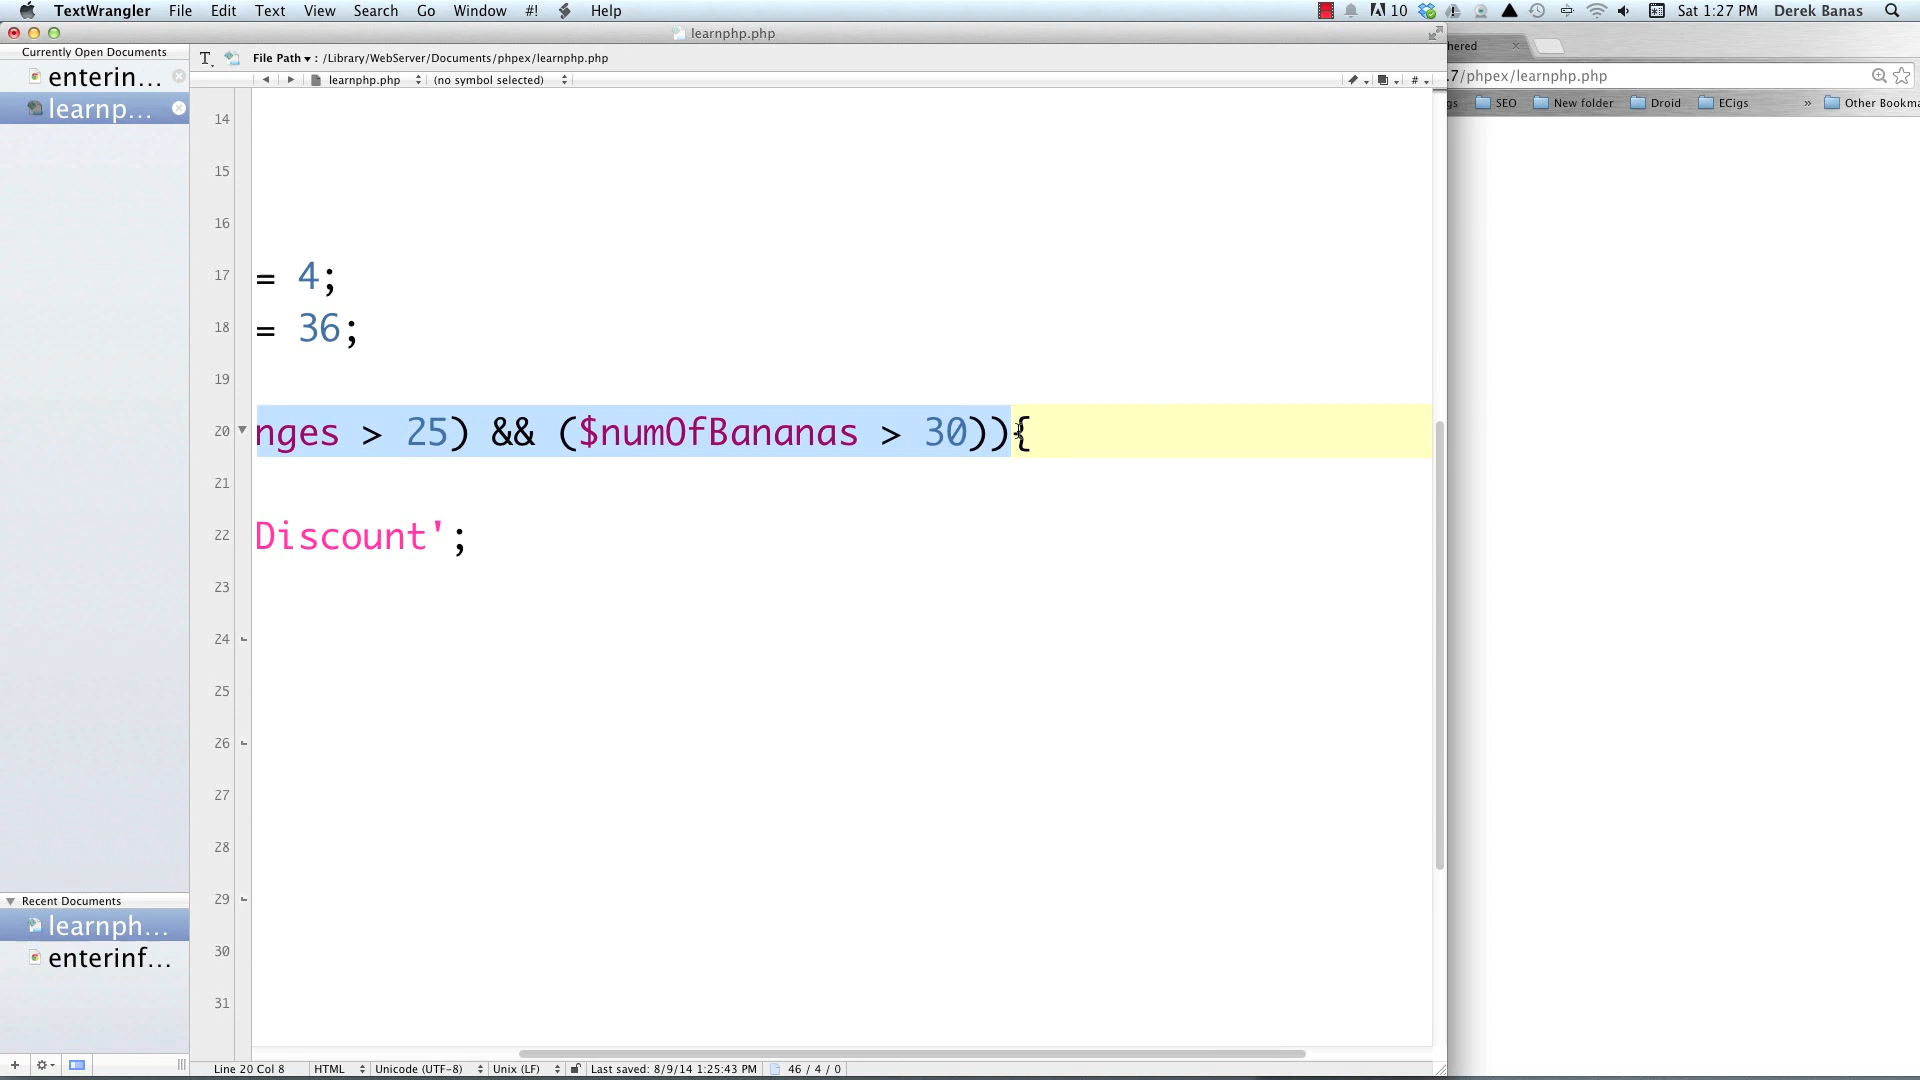 TextWrangler File Edit Text View Search Go Window #! Help 10 Sat 1:27 PM Derek Banas
learnphp.php
Currently Open Documents
hered
enterin...
File Path : /Library/WebServer/Documents/phpex/learnphp.php
.7/phpex/learnphp.php
learnphp.php (no symbol selected) #
learnp...
gs SEO New folder Droid ECigs » Other Bookma
14
15
16
17 = 4;
18 = 36;
19
20 nges > 25) && ($numOfBananas > 30)){
21
22 Discount';
23
24
25
26
27
28
29
30
31
Recent Documents
learnph...
enterinf...
Line 20 Col 8 HTML Unicode (UTF-8) Unix (LF) Last saved: 8/9/14 1:25:43 PM 46 / 4 / 0